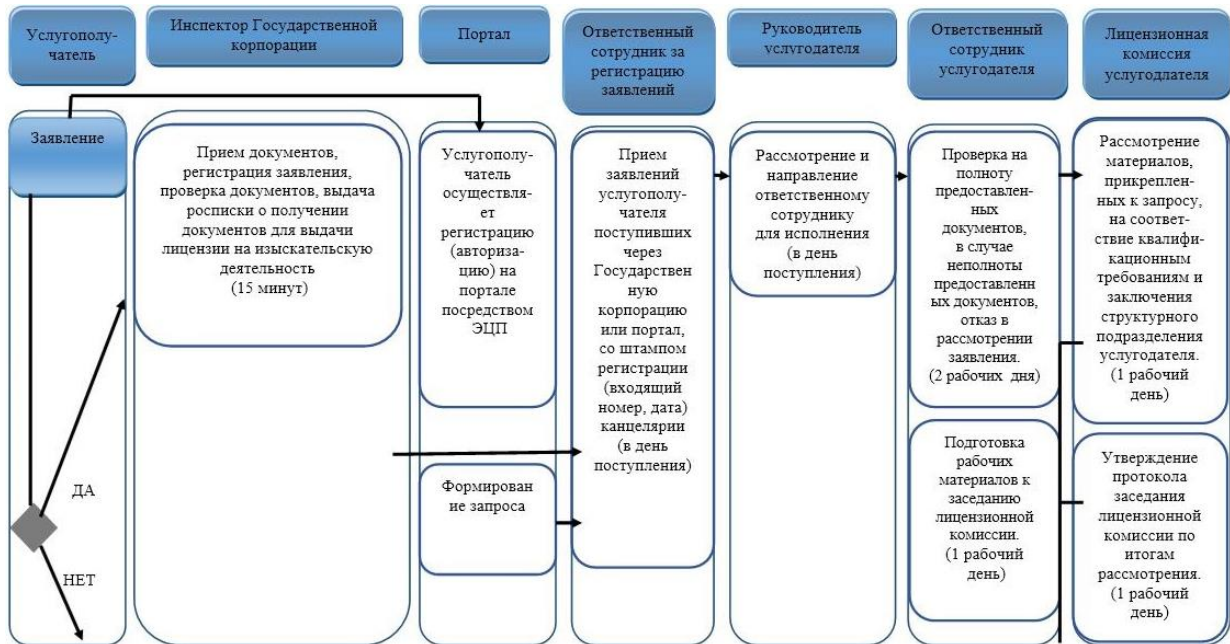 Услугополу-
чатель
Инспектор Государственной
корпорации
Портал
Ответственный
сотрудник за
регистрацию
заявлений
Руководитель
услугодателя
Ответственный
сотрудник
услугодателя
Лицензионная
комиссия
услугодлателя
Заявление
ДА
НЕТ
Прием документов,
регистрация заявления,
проверка документов, выдача
росписки о получении
документов для выдачи
лицензии на изыскательскую
деятельность
(15 минут)
Услугополу-
чатель
осуществля-
ет
регистрацию
(авториза-
цию) на
портале
посредством
ЭЦП
Формирован
ие запроса
Прием
заявлений
услугополу-
чателя
поступивших
через
Государствен
ную
корпорацию
или портал,
со штампом
регистрации
(входящий
номер, дата)
канцелярии
(в день
поступления)
Рассмотрение и
направление
ответственному
сотруднику
для исполнения
(в день
поступления)
Проверка на
полноту
предоставлен-
ных
документов,
в случае
неполноты
предоставленн
ых документов,
отказ в
рассмотрении
заявления.
(2 рабочих дня)
Подготовка
рабочих
материалов к
заседанию
лицензионной
комиссии.
(1 рабочий
день)
Рассмотрение
материалов,
прикреплен-
ных к запросу,
на соответ-
ствие квалифи-
кационным
требованиям и
заключения
структурного
подразделения
услугодателя.
(1 рабочий
день)
Утверждение
протокола
заседания
лицензионной
комиссии по
итогам
рассмотрения.
(1 рабочий
день)